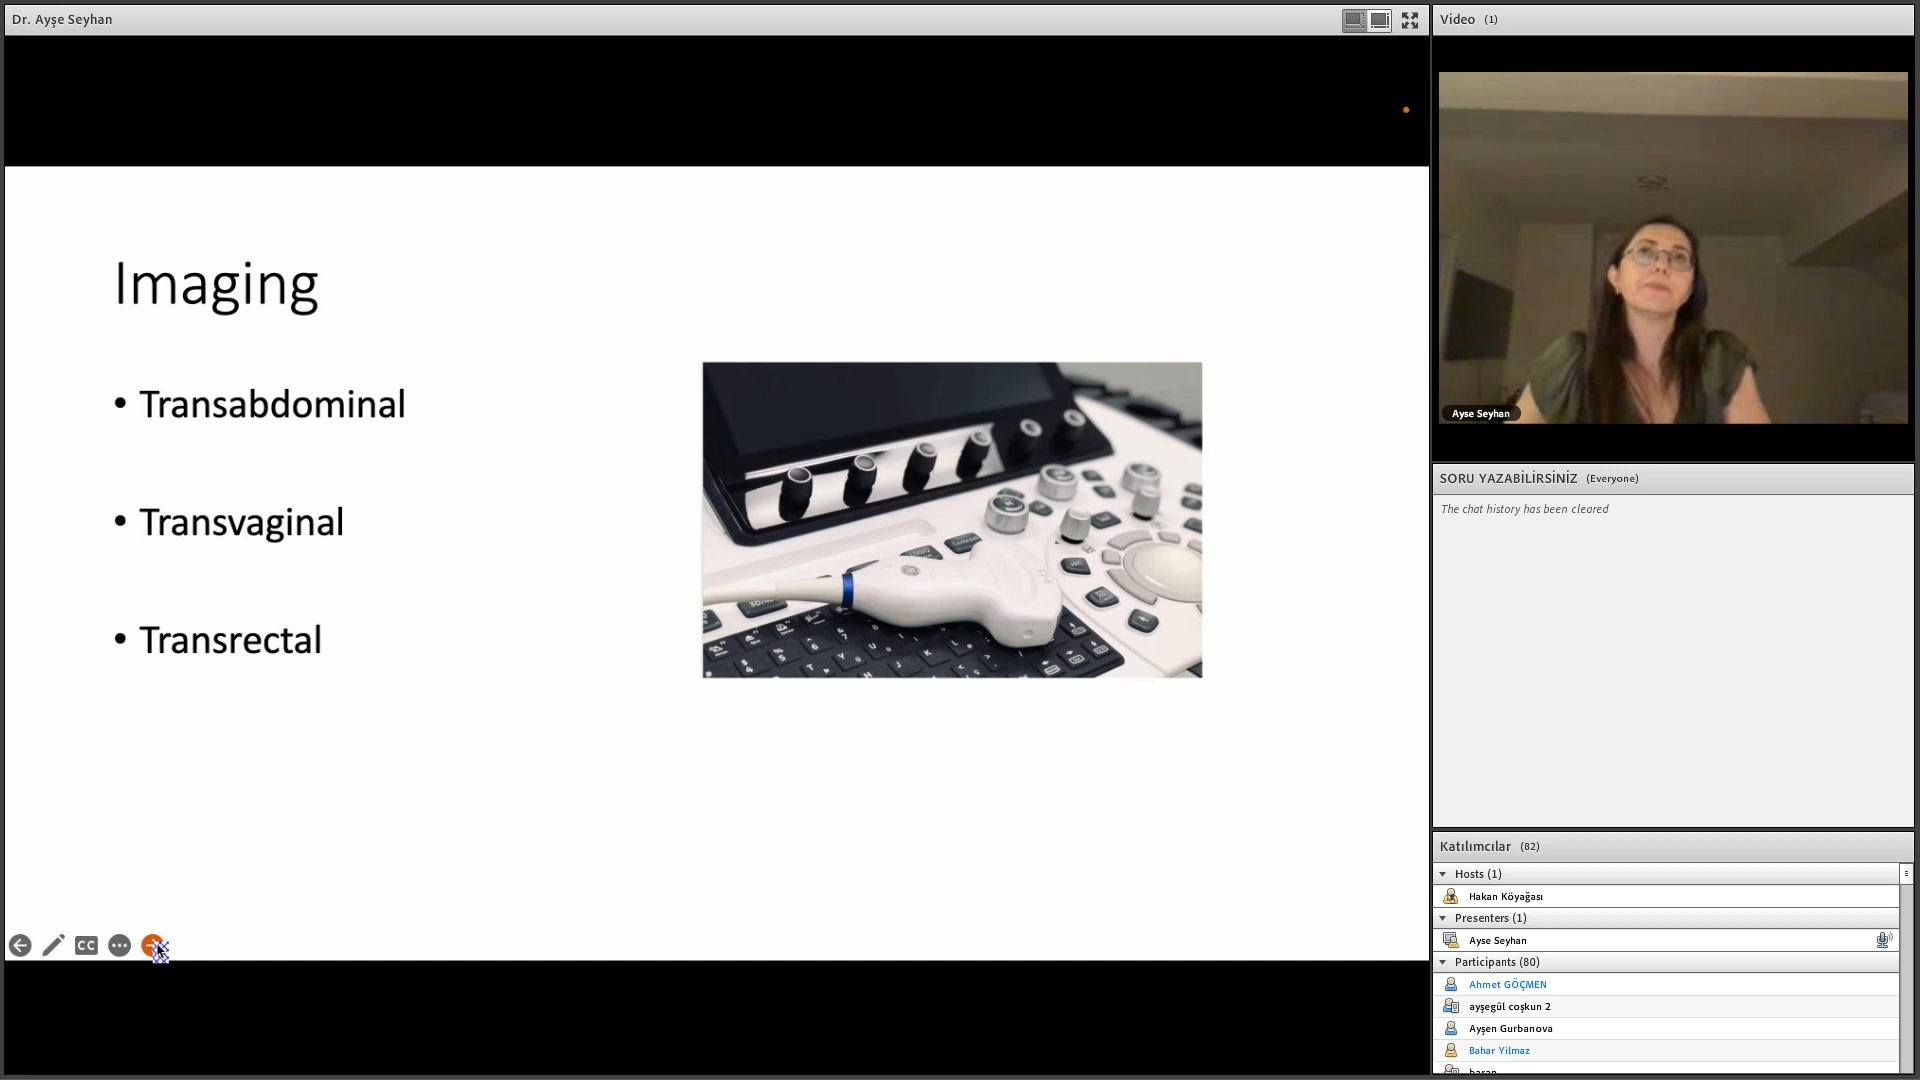 Dr. Ayşe Seyhan
Imaging
• Transabdominal
• Transvaginal
• Transrectal
CC
Video (1)
Ayse Seyhan
SORU YAZABİLİRSİNİZ (Everyone)
The chat history has been cleared
Katılımcılar (82)
Hosts (1)
Hakan Köyağası
Presenters (1)
Ayse Seyhan
Participants (80)
Ahmet GÖÇMEN
ayşegül coşkun 2
Ayşen Gurbanova
Bahar Yilmaz